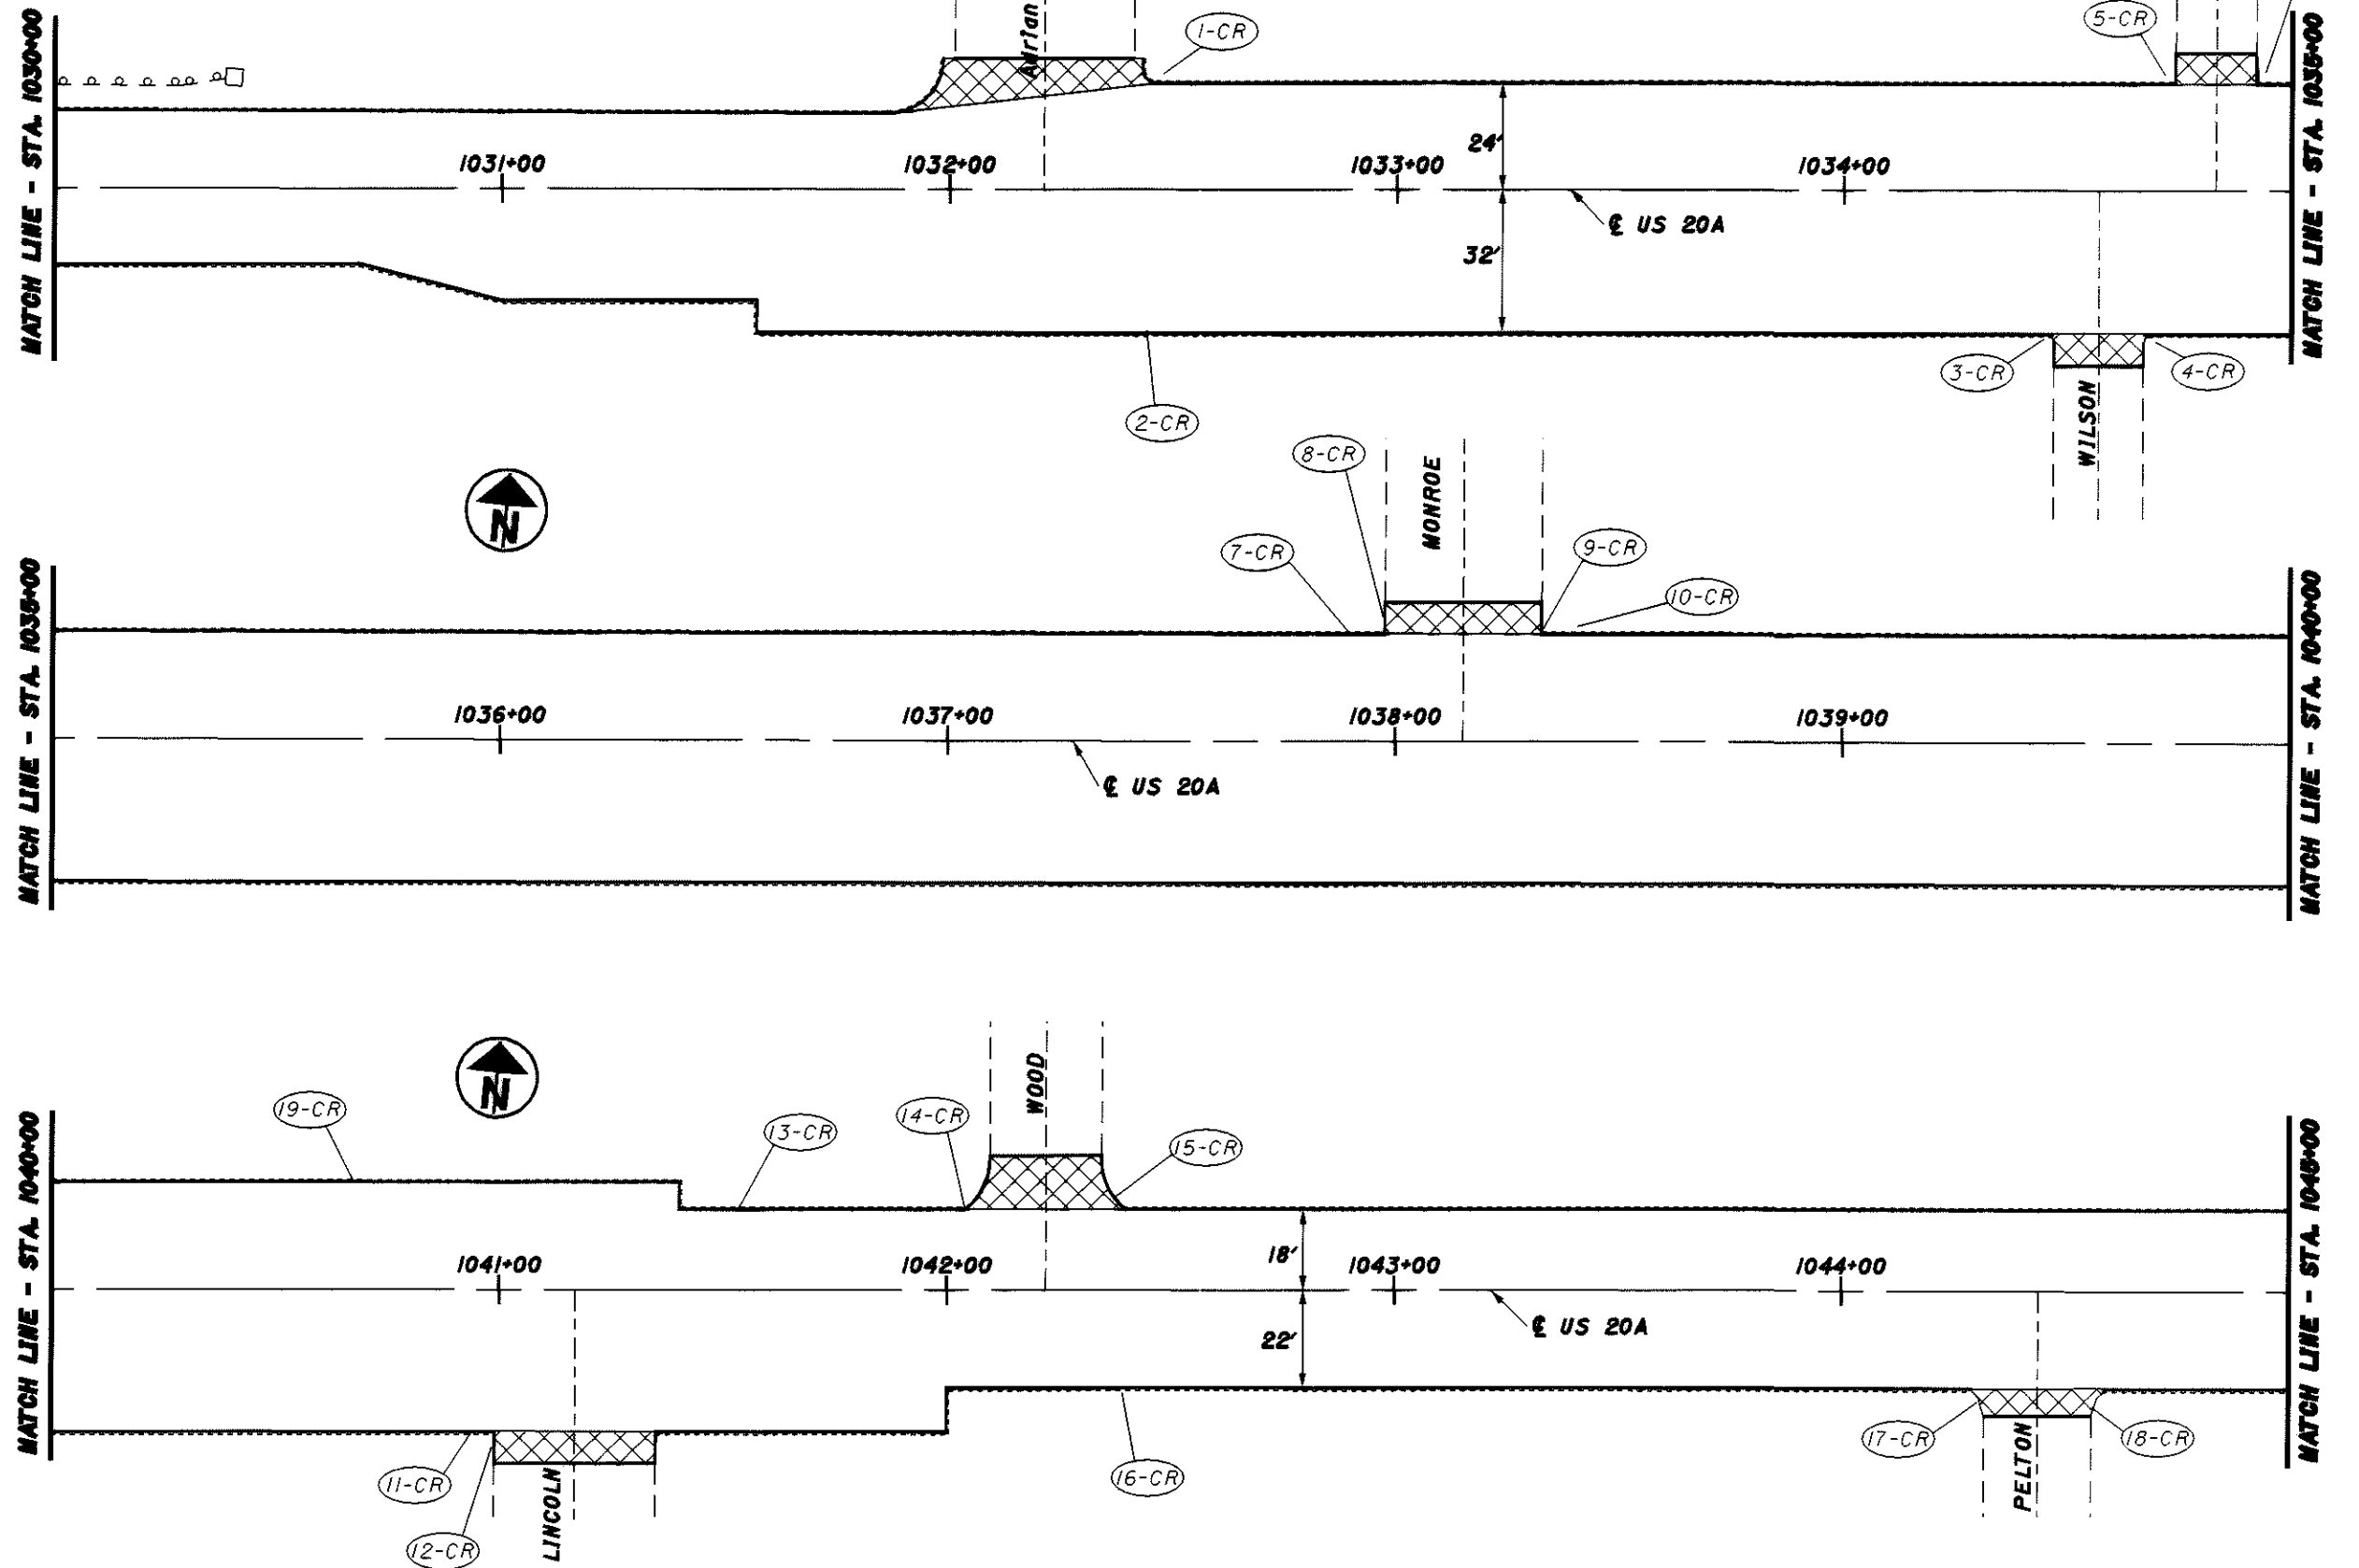 MATCH LINE - STA. 1030+00
Adrian
1-CR
5-CR
MATCH LINE - STA. 1035+00
1031+00
1032+00
1033+00
1034+00
24'
℄ US 20A
32'
3-CR
4-CR
2-CR
WILSON
8-CR
MONROE
N
7-CR
9-CR
10-CR
MATCH LINE - STA. 1035+00
1036+00
1037+00
1038+00
1039+00
MATCH LINE - STA. 1040+00
℄ US 20A
N
WOOD
19-CR
13-CR
14-CR
15-CR
MATCH LINE - STA. 1040+00
1041+00
1042+00
1043+00
1044+00
MATCH LINE - STA. 1045+00
18'
22'
℄ US 20A
11-CR
12-CR
LINCOLN
16-CR
17-CR
PELTON
18-CR